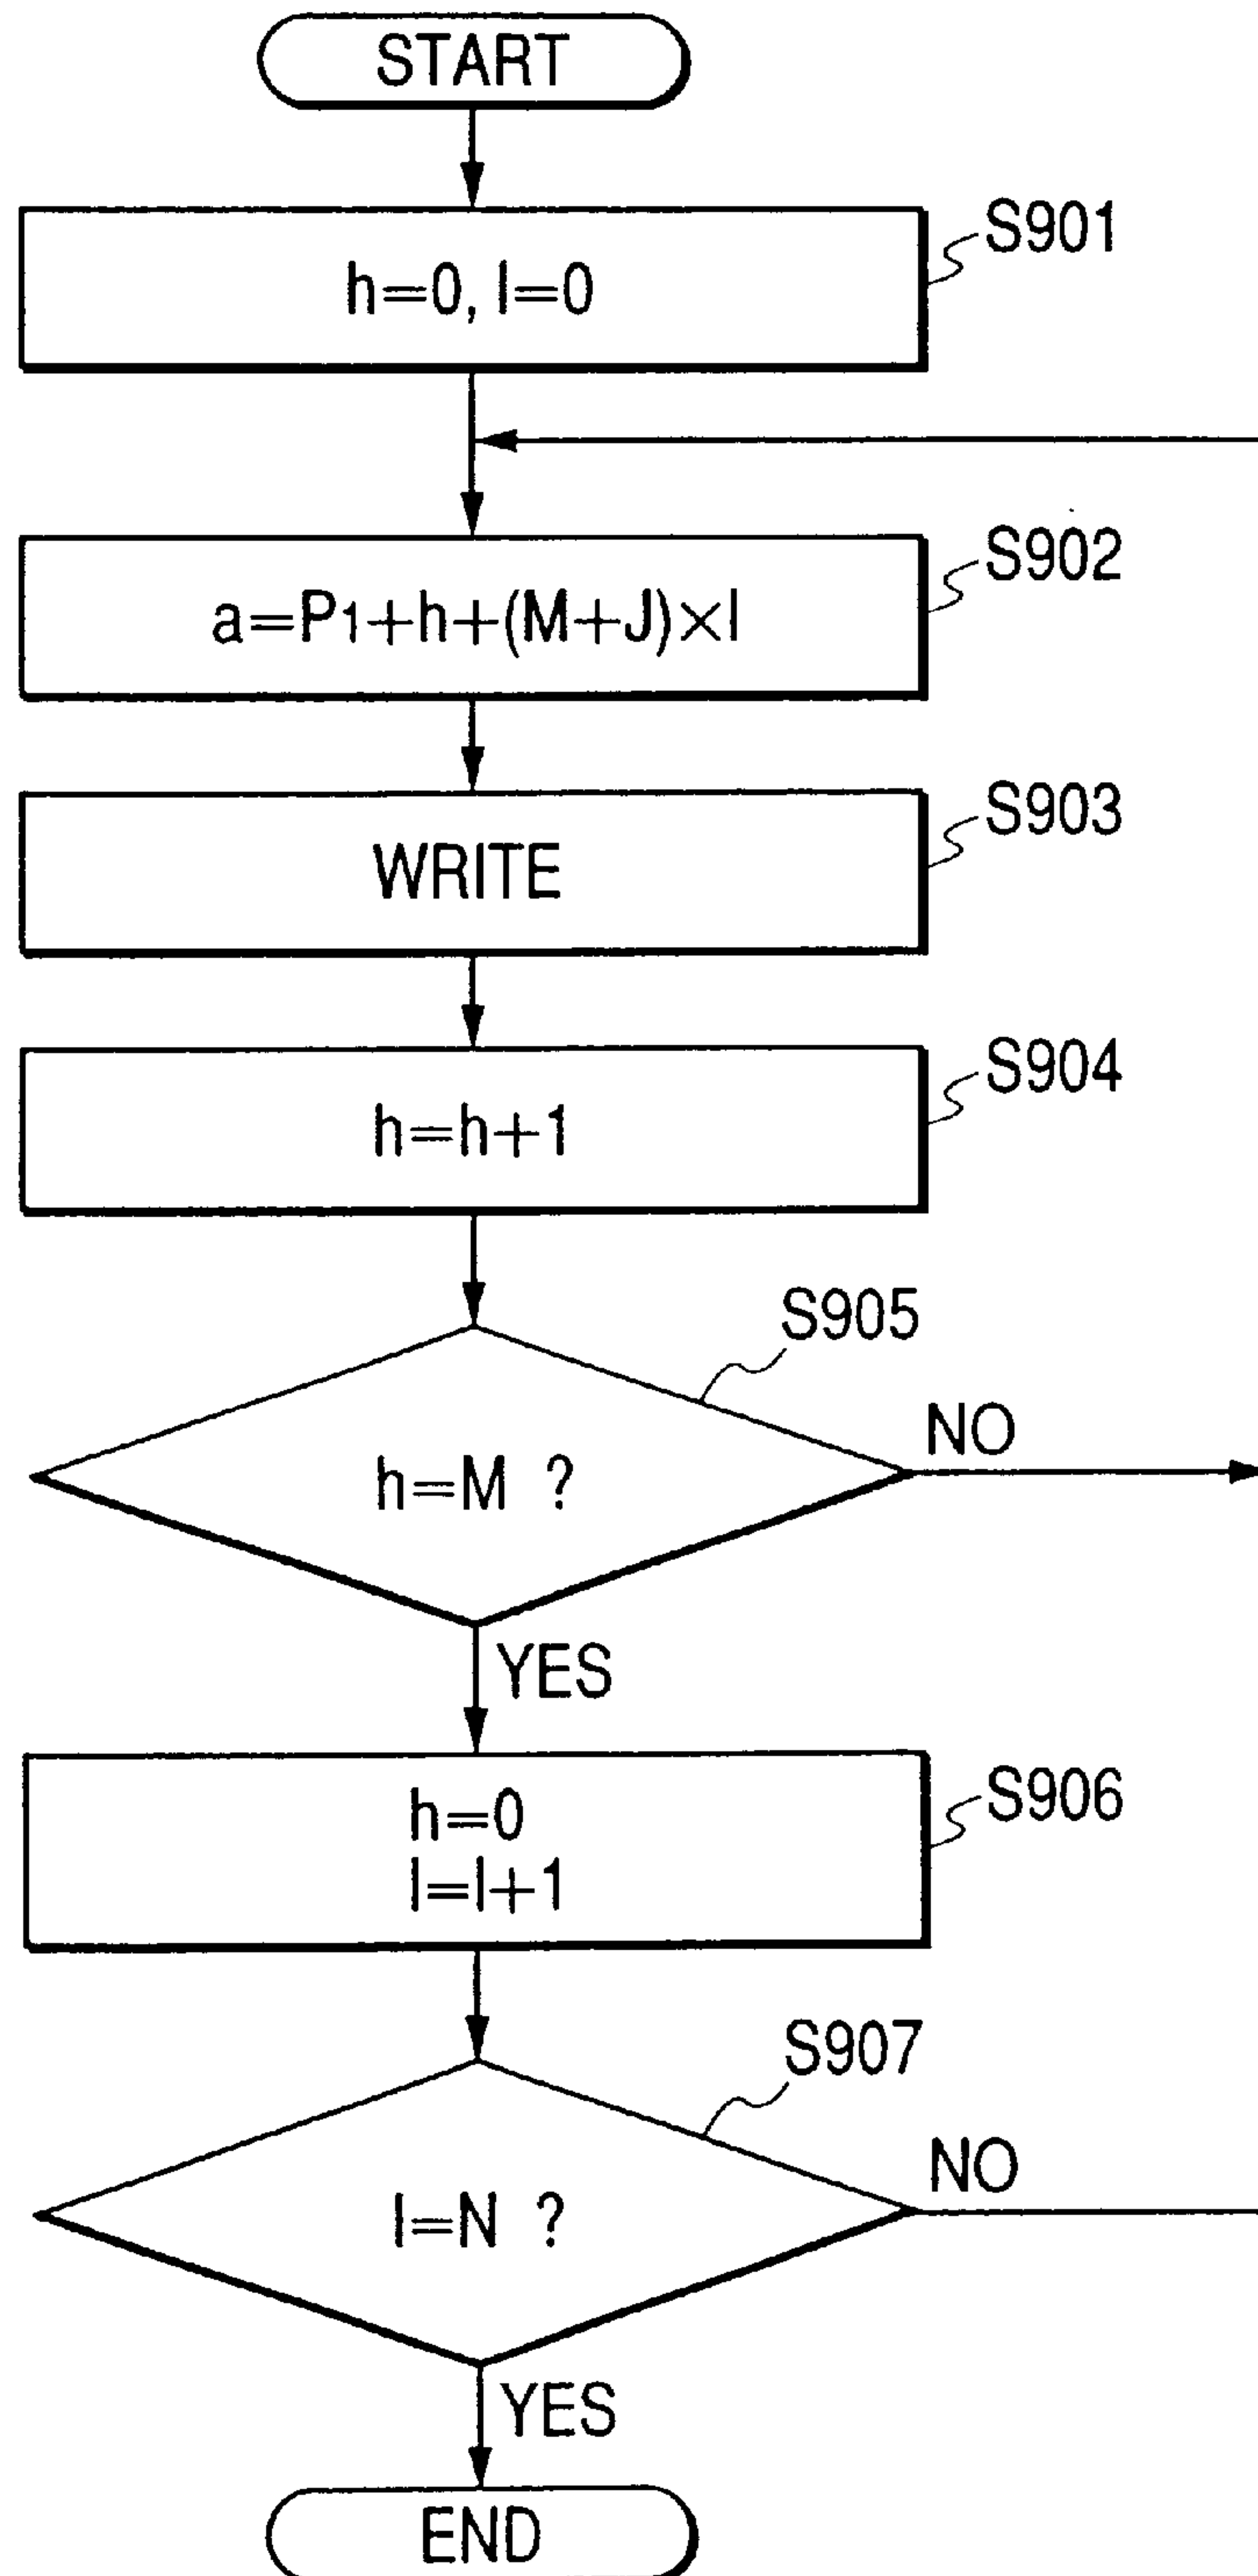 START
S901
h=0, l=0
S902
a=P1+h+(M+J)×l
S903
WRITE
S904
h=h+1
S905
NO
h=M ?
YES
S906
h=0
l=l+1
S907
NO
l=N ?
YES
END